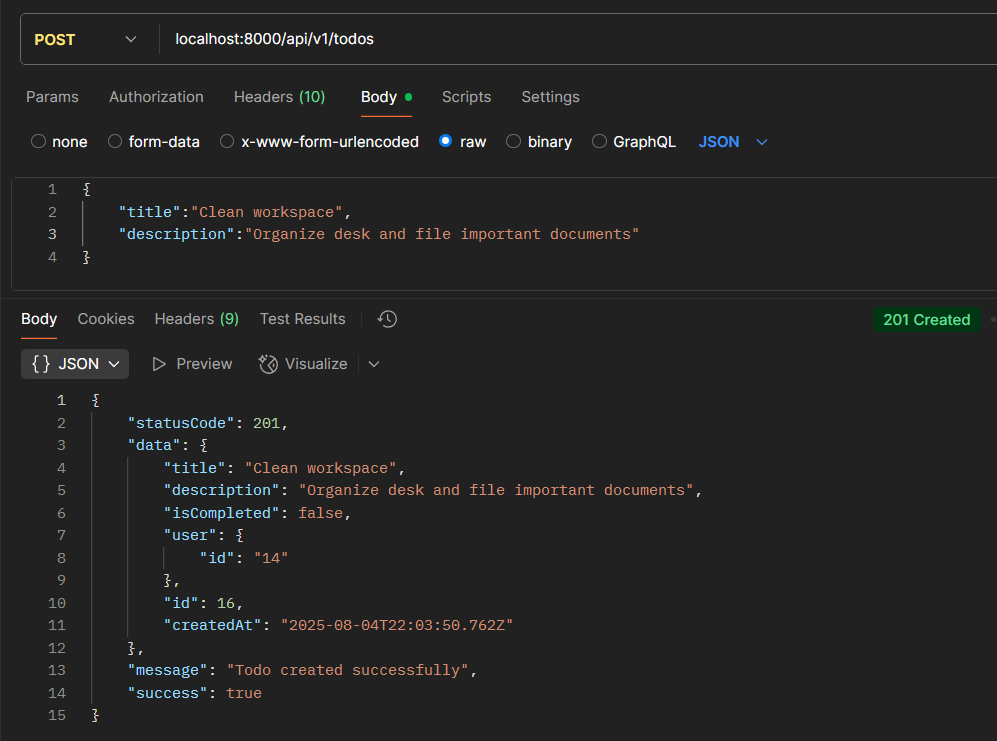 POST localhost:8000/api/v1/todos
Params Authorization Headers (10) Body Scripts Settings
none form-data x-www-form-urlencoded raw binary GraphQL JSON
1 {
2 "title":"Clean workspace",
3 "description":"Organize desk and file important documents"
4 }
Body Cookies Headers (9) Test Results 201 Created
{} JSON Preview Visualize
1 {
2 "statusCode": 201,
3 "data": {
4 "title": "Clean workspace",
5 "description": "Organize desk and file important documents",
6 "isCompleted": false,
7 "user": {
8 "id": "14"
9 },
10 "id": 16,
11 "createdAt": "2025-08-04T22:03:50.762Z"
12 },
13 "message": "Todo created successfully",
14 "success": true
15 }